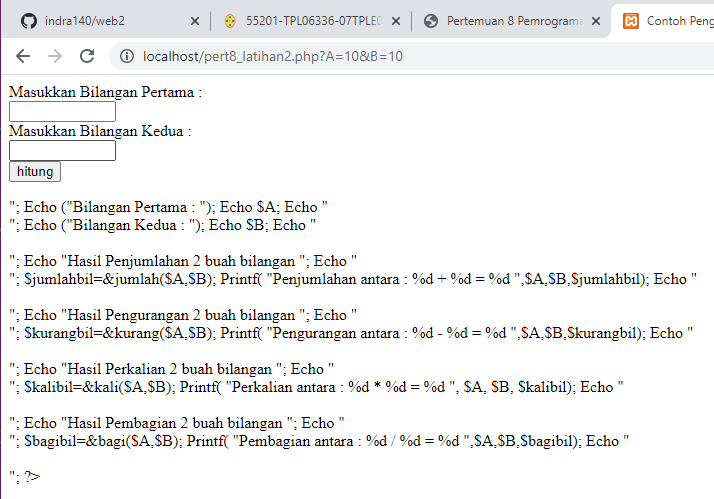 indra140/web2
55201-TPL06336-07TPLE0
Pertemuan 8 Pemrograma
Contoh Peng
localhost/pert8_latihan2.php?A=10&B=10
Masukkan Bilangan Pertama :
Masukkan Bilangan Kedua :
hitung
"; Echo ("Bilangan Pertama : "); Echo $A; Echo "
"; Echo ("Bilangan Kedua : "); Echo $B; Echo "
"; Echo "Hasil Penjumlahan 2 buah bilangan "; Echo "
"; $jumlahbil=&jumlah($A,$B); Printf( "Penjumlahan antara : %d + %d = %d ",$A,$B,$jumlahbil); Echo "
"; Echo "Hasil Pengurangan 2 buah bilangan "; Echo "
"; $kurangbil=&kurang($A,$B); Printf( "Pengurangan antara : %d - %d = %d ",$A,$B,$kurangbil); Echo "
"; Echo "Hasil Perkalian 2 buah bilangan "; Echo "
"; $kalibil=&kali($A,$B); Printf( "Perkalian antara : %d * %d = %d ", $A, $B, $kalibil); Echo "
"; Echo "Hasil Pembagian 2 buah bilangan "; Echo "
"; $bagibil=&bagi($A,$B); Printf( "Pembagian antara : %d / %d = %d ",$A,$B,$bagibil); Echo "
"; ?>